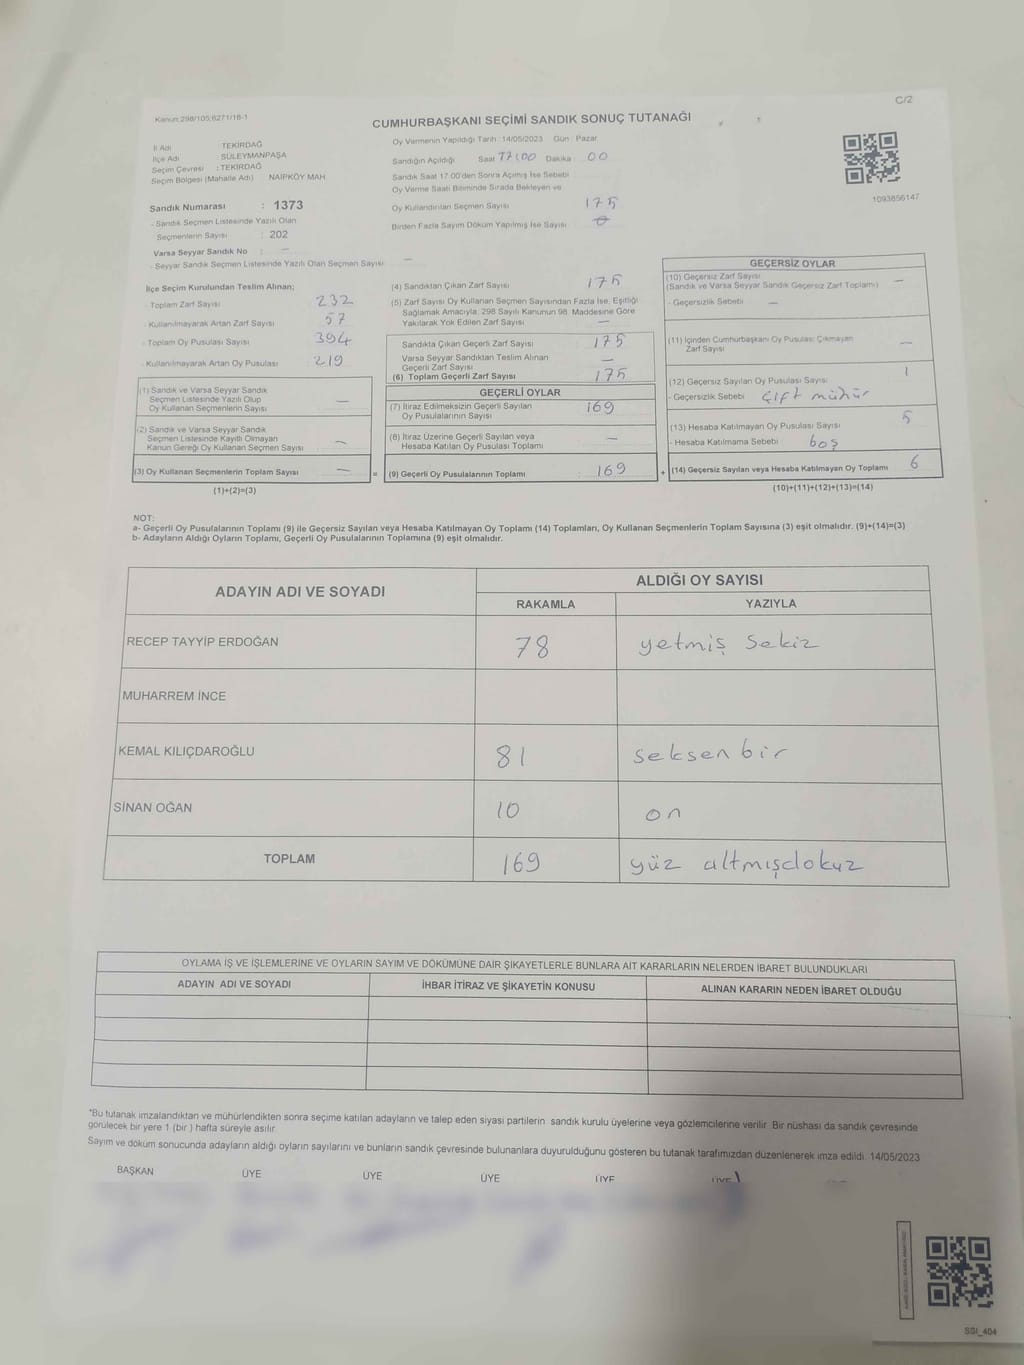 C/2
Kanun:298/105;6271/18-1
CUMHURBAŞKANI SEÇİMİ SANDIK SONUÇ TUTANAĞI
İl Adı TEKİRDAĞ
İlçe Adı SÜLEYMANPAŞA
Seçim Çevresi : TEKİRDAĞ
Seçim Bölgesi (Mahalle Adı) NAİPKÖY MAH
Sandık Numarası : 1373
- Sandık Seçmen Listesinde Yazılı Olan
Seçmenlerin Sayısı : 202
Varsa Seyyar Sandık No : —
- Seyyar Sandık Seçmen Listesinde Yazılı Olan Seçmen Sayısı —
Oy Vermenin Yapıldığı Tarih : 14/05/2023 Gün : Pazar
Sandığın Açıldığı Saat 17:00 Dakika 00
Sandık Saat 17:00'den Sonra Açımış İse Sebebi
Oy Verme Saati Bitiminde Sırada Bekleyen ve
Oy Kullandırılan Seçmen Sayısı 175
Birden Fazla Sayım Döküm Yapılmış İse Sayısı
1093856147
İlçe Seçim Kurulundan Teslim Alınan;
- Toplam Zarf Sayısı 232
- Kullanılmayarak Artan Zarf Sayısı 57
- Toplam Oy Pusulası Sayısı 394
- Kullanılmayarak Artan Oy Pusulası 219
(1) Sandık ve Varsa Seyyar Sandık
Seçmen Listesinde Yazılı Olup
Oy Kullanan Seçmenlerin Sayısı —
(2) Sandık ve Varsa Seyyar Sandık
Seçmen Listesinde Kayıtlı Olmayan
Kanun Gereği Oy Kullanan Seçmen Sayısı —
(3) Oy Kullanan Seçmenlerin Toplam Sayısı — =
(1)+(2)=(3)
(4) Sandıktan Çıkan Zarf Sayısı 175
(5) Zarf Sayısı Oy Kullanan Seçmen Sayısından Fazla İse, Eşitliği
Sağlamak Amacıyla, 298 Sayılı Kanunun 98. Maddesine Göre
Yakılarak Yok Edilen Zarf Sayısı —
Sandıkta Çıkan Geçerli Zarf Sayısı 175
Varsa Seyyar Sandıktan Teslim Alınan
Geçerli Zarf Sayısı —
(6) Toplam Geçerli Zarf Sayısı 175
GEÇERLİ OYLAR
(7) İtiraz Edilmeksizin Geçerli Sayılan
Oy Pusulalarının Sayısı 169
(8) İtiraz Üzerine Geçerli Sayılan veya
Hesaba Katılan Oy Pusulası Toplamı —
(9) Geçerli Oy Pusulalarının Toplamı : 169 +
GEÇERSİZ OYLAR
(10) Geçersiz Zarf Sayısı
(Sandık ve Varsa Seyyar Sandık Geçersiz Zarf Toplamı) —
- Geçersizlik Sebebi —
(11) İçinden Cumhurbaşkanı Oy Pusulası Çıkmayan
Zarf Sayısı —
(12) Geçersiz Sayılan Oy Pusulası Sayısı 1
- Geçersizlik Sebebi çift mühür
(13) Hesaba Katılmayan Oy Pusulası Sayısı 5
- Hesaba Katılmama Sebebi boş
(14) Geçersiz Sayılan veya Hesaba Katılmayan Oy Toplamı 6
(10)+(11)+(12)+(13)=(14)
NOT:
a- Geçerli Oy Pusulalarının Toplamı (9) ile Geçersiz Sayılan veya Hesaba Katılmayan Oy Toplamı (14) Toplamları, Oy Kullanan Seçmenlerin Toplam Sayısına (3) eşit olmalıdır. (9)+(14)=(3)
b- Adayların Aldığı Oyların Toplamı, Geçerli Oy Pusulalarının Toplamına (9) eşit olmalıdır.
ADAYIN ADI VE SOYADI ALDIĞI OY SAYISI
RAKAMLA YAZIYLA
RECEP TAYYİP ERDOĞAN 78 yetmiş sekiz
MUHARREM İNCE
KEMAL KILIÇDAROĞLU 81 seksen bir
SİNAN OĞAN 10 on
TOPLAM 169 yüz altmışdokuz
OYLAMA İŞ VE İŞLEMLERİNE VE OYLARIN SAYIM VE DÖKÜMÜNE DAİR ŞİKAYETLERLE BUNLARA AİT KARARLARIN NELERDEN İBARET BULUNDUKLARI
ADAYIN ADI VE SOYADI İHBAR İTİRAZ VE ŞİKAYETİN KONUSU ALINAN KARARIN NEDEN İBARET OLDUĞU
*Bu tutanak imzalandıktan ve mühürlendikten sonra seçime katılan adayların ve talep eden siyasi partilerin sandık kurulu üyelerine veya gözlemcilerine verilir. Bir nüshası da sandık çevresinde
görülecek bir yere 1 (bir ) hafta süreyle asılır.
Sayım ve döküm sonucunda adayların aldığı oyların sayılarını ve bunların sandık çevresinde bulunanlara duyurulduğunu gösteren bu tutanak tarafımızdan düzenlenerek imza edildi. 14/05/2023
BAŞKAN ÜYE ÜYE ÜYE ÜYE ÜYE
SSI_404